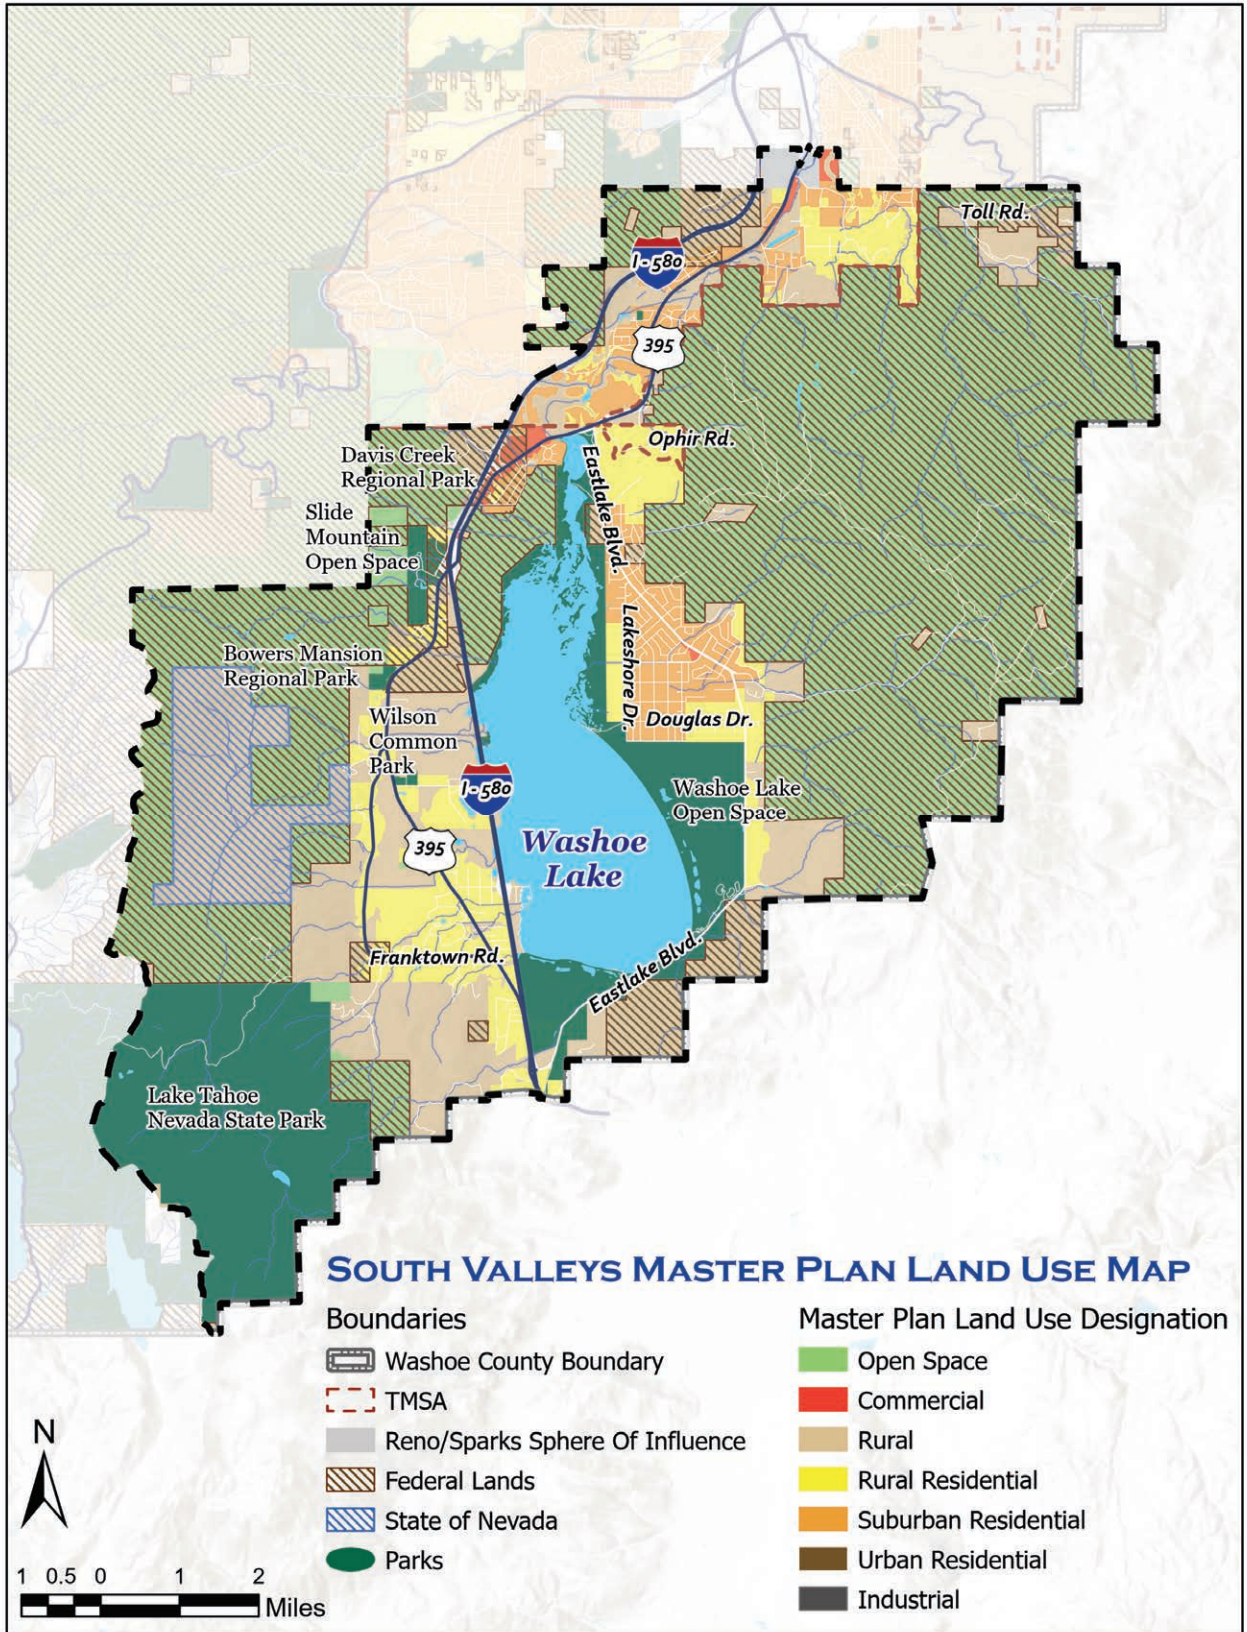 Toll Rd.
I-580
395
Ophir Rd.
Davis Creek
Regional Park
Eastlake Blvd.
Slide
Mountain
Open Space
Lakeshore Dr.
Bowers Mansion
Regional Park
Wilson
Common
Park
Douglas Dr.
I-580
Washoe Lake
Open Space
395
Washoe
Lake
Franktown Rd.
Eastlake Blvd.
Lake Tahoe
Nevada State Park
South Valleys Master Plan Land Use Map
Boundaries
Washoe County Boundary
TMSA
Reno/Sparks Sphere Of Influence
Federal Lands
State of Nevada
Parks
Master Plan Land Use Designation
Open Space
Commercial
Rural
Rural Residential
Suburban Residential
Urban Residential
Industrial
N
1 0.5 0 1 2
Miles